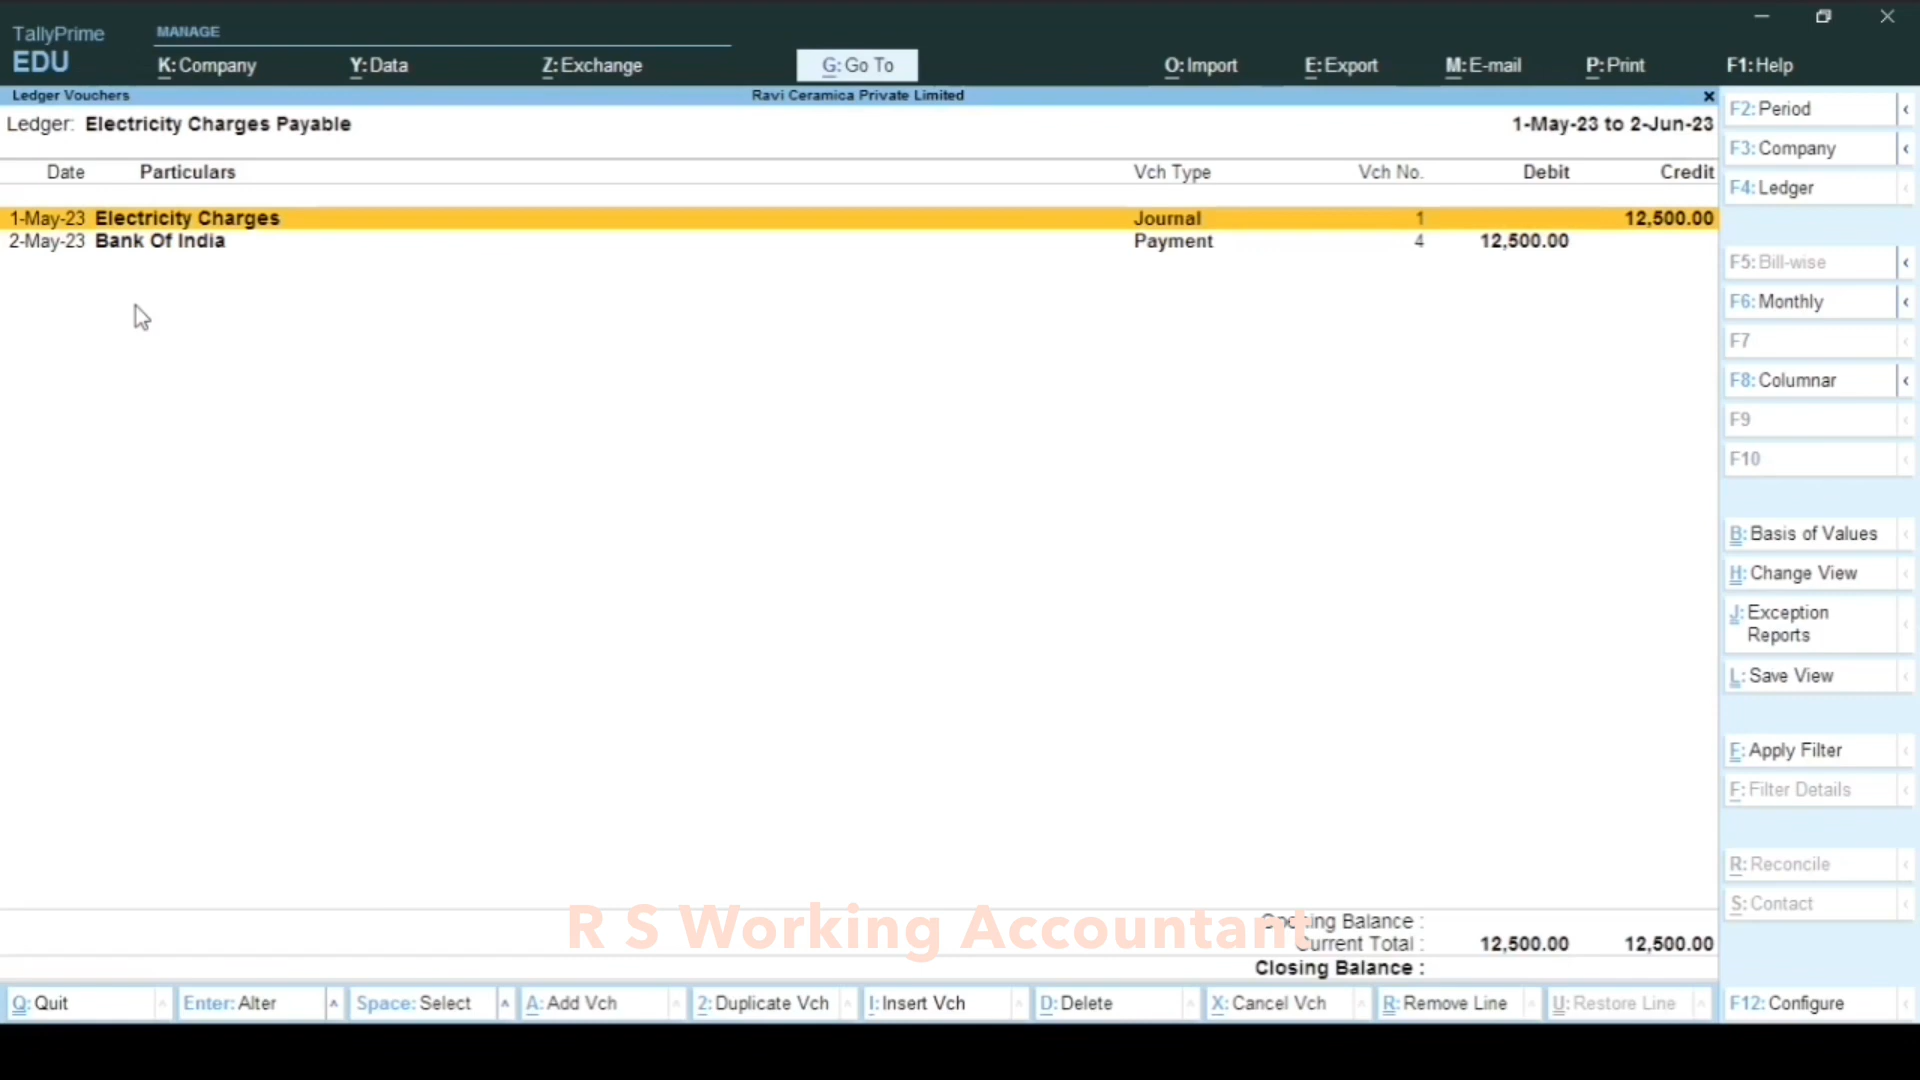 TallyPrime
EDU
MANAGE
K: Company Y: Data Z: Exchange G: Go To O: Import E: Export M: E-mail P: Print F1: Help
Ledger Vouchers Ravi Ceramica Private Limited x
Ledger: Electricity Charges Payable 1-May-23 to 2-Jun-23
Date Particulars Vch Type Vch No. Debit Credit
1-May-23 Electricity Charges Journal 1 12,500.00
2-May-23 Bank Of India Payment 4 12,500.00
R S Working Accountant
Opening Balance :
Current Total : 12,500.00 12,500.00
Closing Balance :
F2: Period
F3: Company
F4: Ledger
F5: Bill-wise
F6: Monthly
F7
F8: Columnar
F9
F10
B: Basis of Values
H: Change View
J: Exception
Reports
L: Save View
F: Apply Filter
F: Filter Details
R: Reconcile
S: Contact
Q: Quit Enter: Alter Space: Select A: Add Vch 2: Duplicate Vch I: Insert Vch D: Delete X: Cancel Vch R: Remove Line U: Restore Line F12: Configure